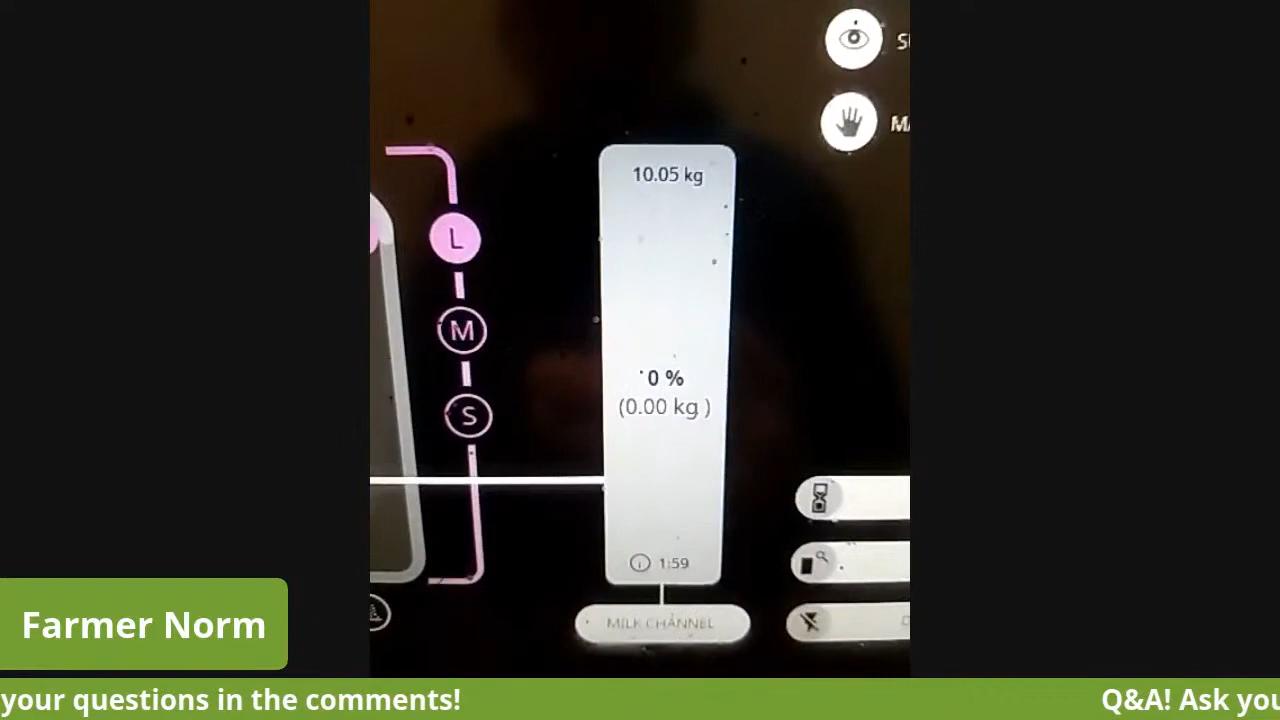 10.05 kg
L
M
S
0 %
(0.00 kg )
1:59
MILK CHANNEL
Farmer Norm
your questions in the comments!
Q&A! Ask you